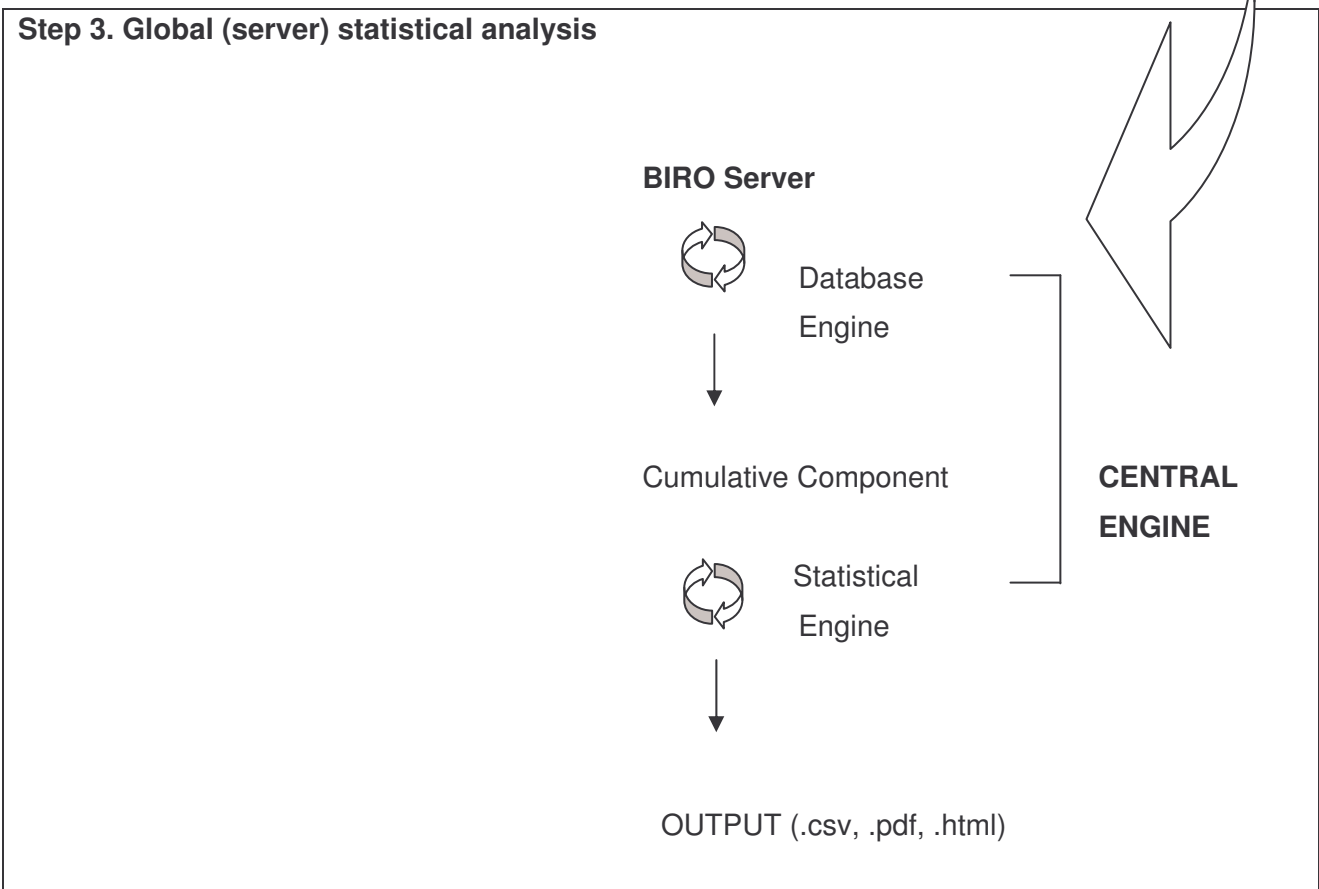 Step 3. Global (server) statistical analysis
BIRO Server
Database
Engine
Cumulative Component
CENTRAL
ENGINE
Statistical
Engine
OUTPUT (.csv, .pdf, .html)